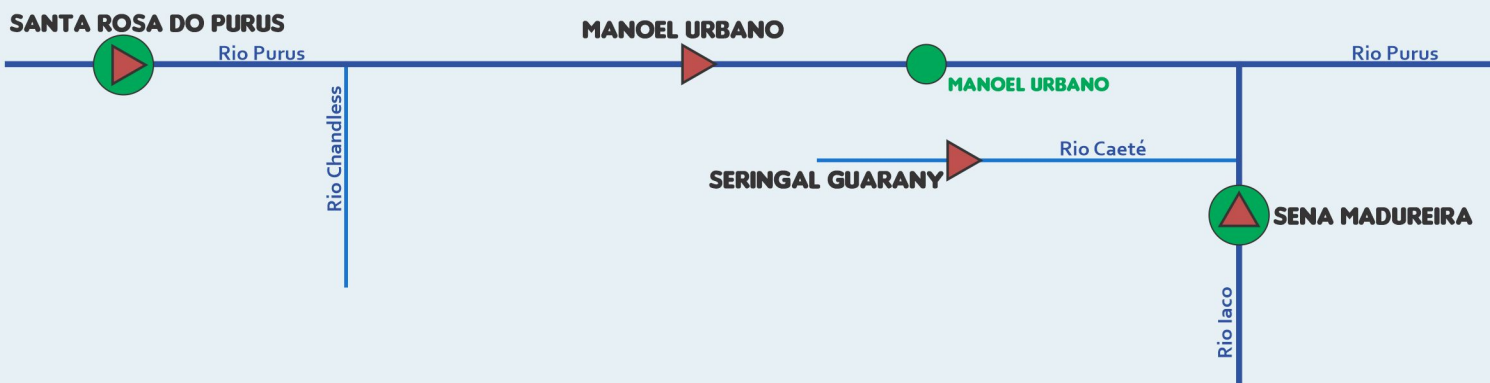 SANTA ROSA DO PURUS
MANOEL URBANO
Rio Purus
Rio Purus
MANOEL URBANO
Rio Chandless
Rio Caeté
SERINGAL GUARANY
SENA MADUREIRA
Rio Iaco